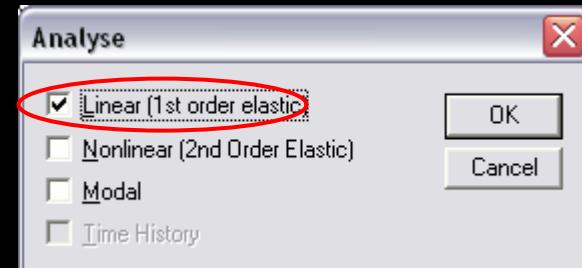 Analyse
Linear (1st order elastic)
OK
Nonlinear (2nd Order Elastic)
Cancel
Modal
Time History